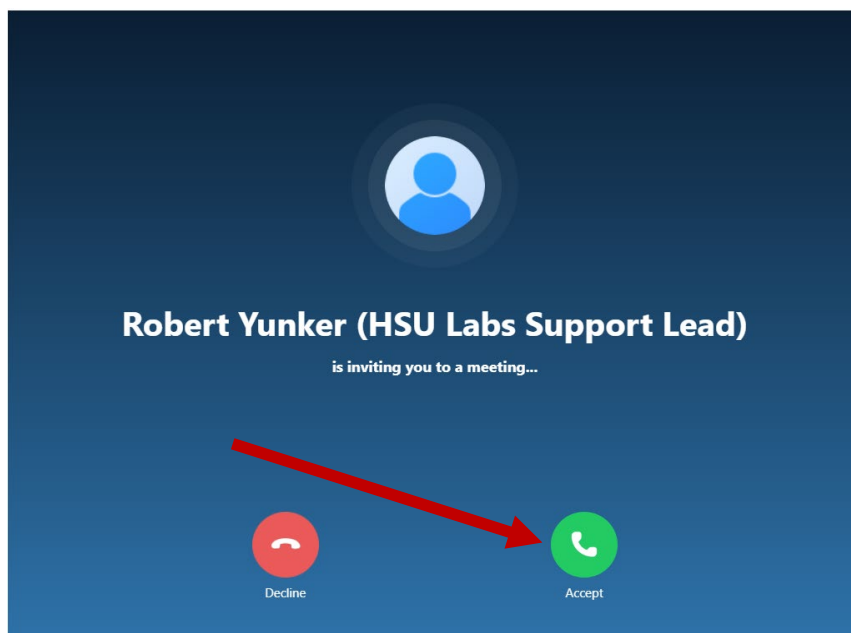 Robert Yunker (HSU Labs Support Lead)
is inviting you to a meeting...
Decline
Accept